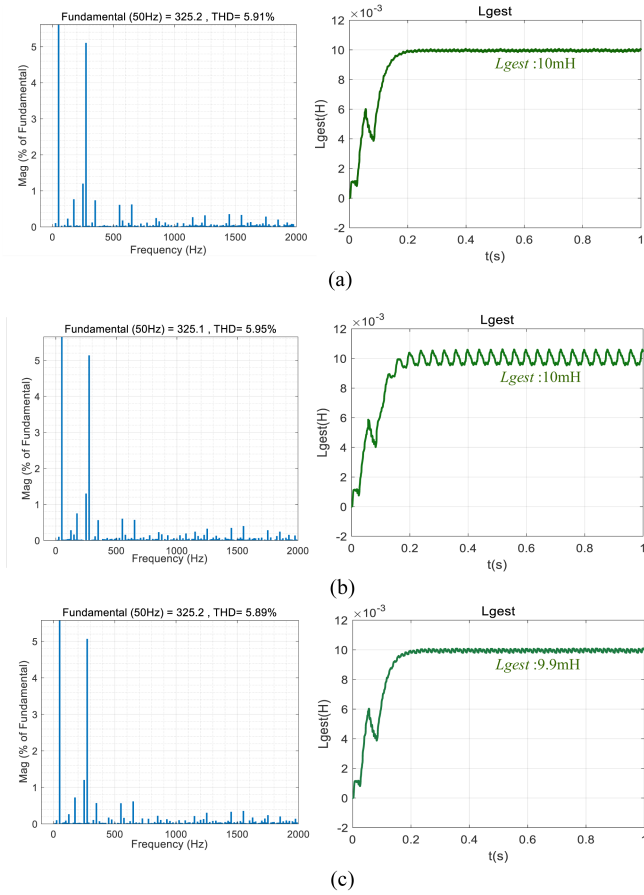 Fundamental (50Hz) = 325.2 , THD= 5.91%
Mag (% of Fundamental)
5
4
3
2
1
0
0 500 1000 1500 2000
Frequency (Hz)
Lgest
×10⁻³
Lgest(H)
12
10
8
6
4
2
0
-2
Lgest :10mH
0 0.2 0.4 0.6 0.8 1
t(s)
(a)
Fundamental (50Hz) = 325.1 , THD= 5.95%
Mag (% of Fundamental)
5
4
3
2
1
0
0 500 1000 1500 2000
Frequency (Hz)
Lgest
×10⁻³
Lgest(H)
12
10
8
6
4
2
0
-2
Lgest :10mH
0 0.2 0.4 0.6 0.8 1
t(s)
(b)
Fundamental (50Hz) = 325.2 , THD= 5.89%
Mag (% of Fundamental)
5
4
3
2
1
0
0 500 1000 1500 2000
Frequency (Hz)
Lgest
×10⁻³
Lgest(H)
12
10
8
6
4
2
0
-2
Lgest :9.9mH
0 0.2 0.4 0.6 0.8 1
t(s)
(c)